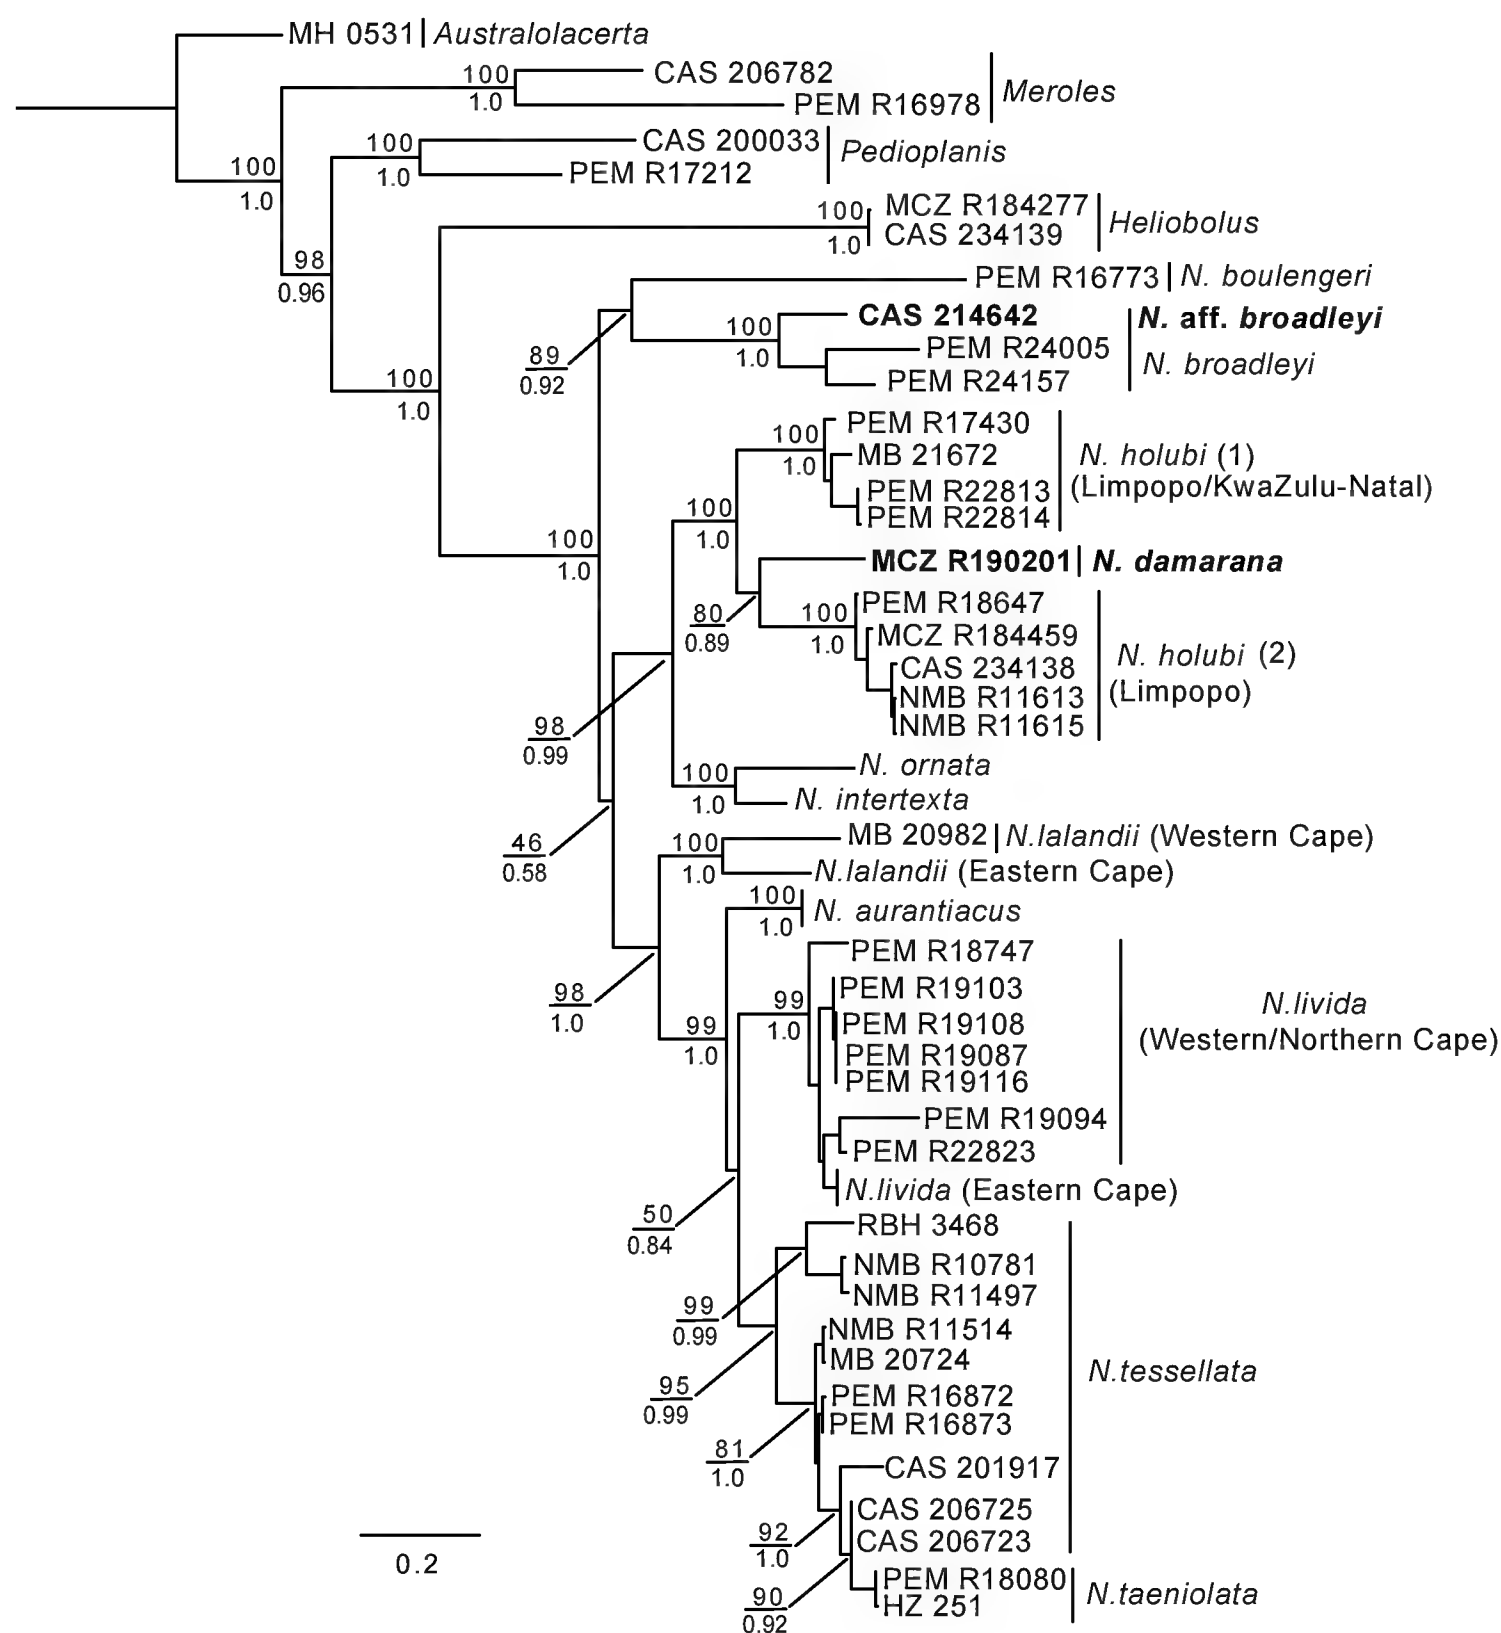 MH 0531 Australolacerta
100 CAS 206782
1.0 PEM R16978 Meroles
100 CAS 200033
1.0 PEM R17212 Pedioplanis
100
1.0
100 MCZ R184277
1.0 CAS 234139 Heliobolus
98
0.96
PEM R16773 N. boulengeri
CAS 214642 N. aff. broadleyi
100
1.0
PEM R24005
PEM R24157
N. broadleyi
89
0.92
100
1.0
PEM R17430
100
1.0
MB 21672
PEM R22813
PEM R22814
N. holubi (1)
(Limpopo/KwaZulu-Natal)
100
1.0
100
1.0
MCZ R190201 N. damarana
80
0.89
100
1.0
PEM R18647
MCZ R184459
CAS 234138
NMB R11613
NMB R11615
N. holubi (2)
(Limpopo)
98
0.99
100
1.0
N. ornata
N. intertexta
46
0.58
100
1.0
MB 20982 N.lalandii (Western Cape)
N.lalandii (Eastern Cape)
100
1.0
N. aurantiacus
98
1.0
99
1.0
99
1.0
PEM R18747
PEM R19103
PEM R19108
PEM R19087
PEM R19116
PEM R19094
PEM R22823
N.livida
(Western/Northern Cape)
N.livida (Eastern Cape)
50
0.84
RBH 3468
NMB R10781
NMB R11497
99
0.99
NMB R11514
MB 20724
PEM R16872
PEM R16873
N.tessellata
95
0.99
81
1.0
CAS 201917
CAS 206725
CAS 206723
92
1.0
PEM R18080
HZ 251
N.taeniolata
90
0.92
0.2